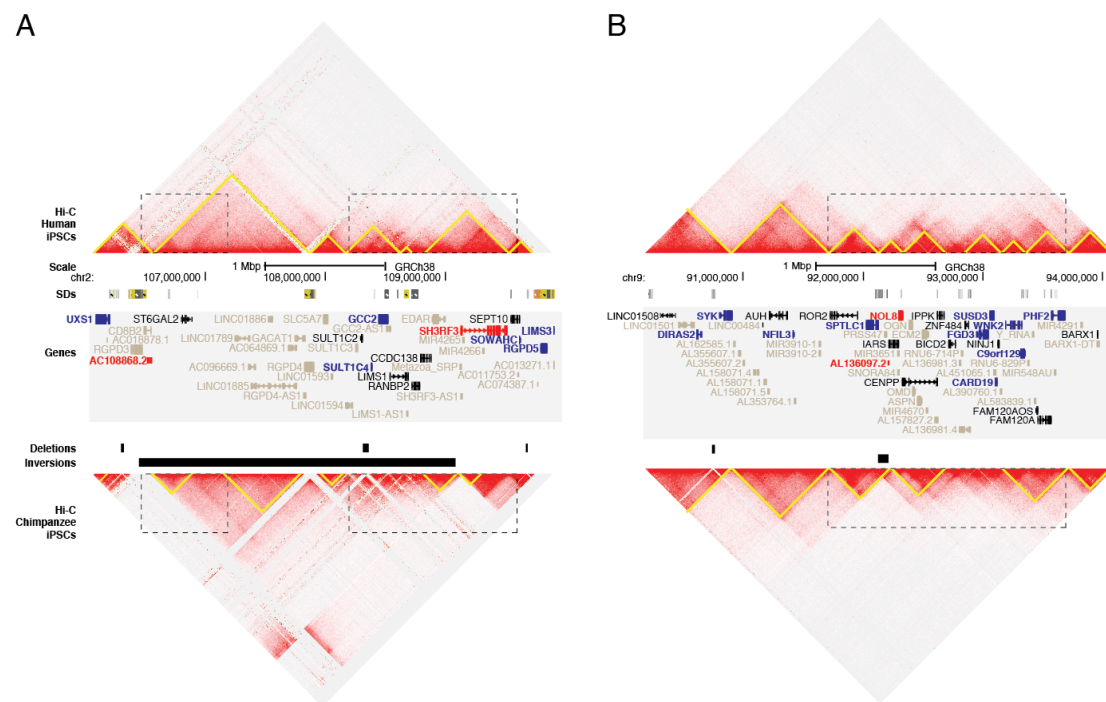 A
B
Hi-C
Human
iPSCs
Scale
1 Mbp
GRCh38
1 Mbp
GRCh38
chr2:
107,000,000
108,000,000
109,000,000
chr9:
91,000,000
92,000,000
93,000,000
94,000,000
SDs
Genes
UXS1
ST6GAL2
LINC01886
SLC5A7
GCC2
EDAR
SEPT10
CD8B2
GCC2-AS1
SH3RF3
LIMS3
AC018878.1
LINC01789
GACAT1
SULT1C2
MIR4265
SOWAHC
RGPD3
AC064869.1
SULT1C3
MIR4266
RGPD5
AC108868.2
CCDC138
Metazoa_SRP
AC096669.1
RGPD4
SULT1C4
AC013271.1
LINC01593
LIMS1
AC011753.2
LINC01885
RANBP2
AC074387.1
RGPD4-AS1
SH3RF3-AS1
LINC01594
LIMS1-AS1
LINC01508
SYK
AUH
ROR2
NOL8
IPPK
SUSD3
PHF2
LINC01501
LINC00484
SPTLC1
OGN
ZNF484
WNK2
MIR4291
DIRAS2
NFIL3
PRSS47
ECM2
FGD3
Y_RNA
BARX1
AL162585.1
MIR3910-1
IARS
BICD2
NINJ1
BARX1-DT
AL355607.1
MIR3910-2
MIR3651
RNU6-714P
C9orf129
AL355607.2
AL136097.2
AL136981.3
RNU6-829P
AL158071.4
SNORA84
AL451065.1
MIR548AU
AL158071.1
CENPP
CARD19
AL158071.5
OMD
AL390760.1
AL353764.1
ASPN
AL583839.1
MIR4670
FAM120AOS
AL157827.2
FAM120A
AL136981.4
Deletions
Inversions
Hi-C
Chimpanzee
iPSCs